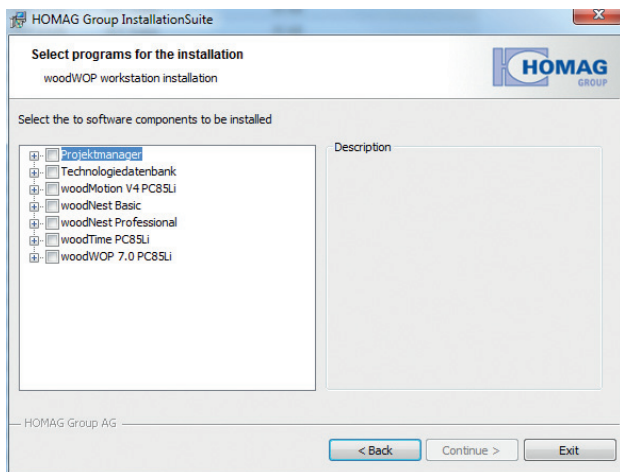 HOMAG Group InstallationSuite
Select programs for the installation
woodWOP workstation installation
HOMAG
GROUP
Select the to software components to be installed
Projektmanager
Technologiedatenbank
woodMotion V4 PC85Li
woodNest Basic
woodNest Professional
woodTime PC85Li
woodWOP 7.0 PC85Li
Description
HOMAG Group AG
< Back Continue > Exit